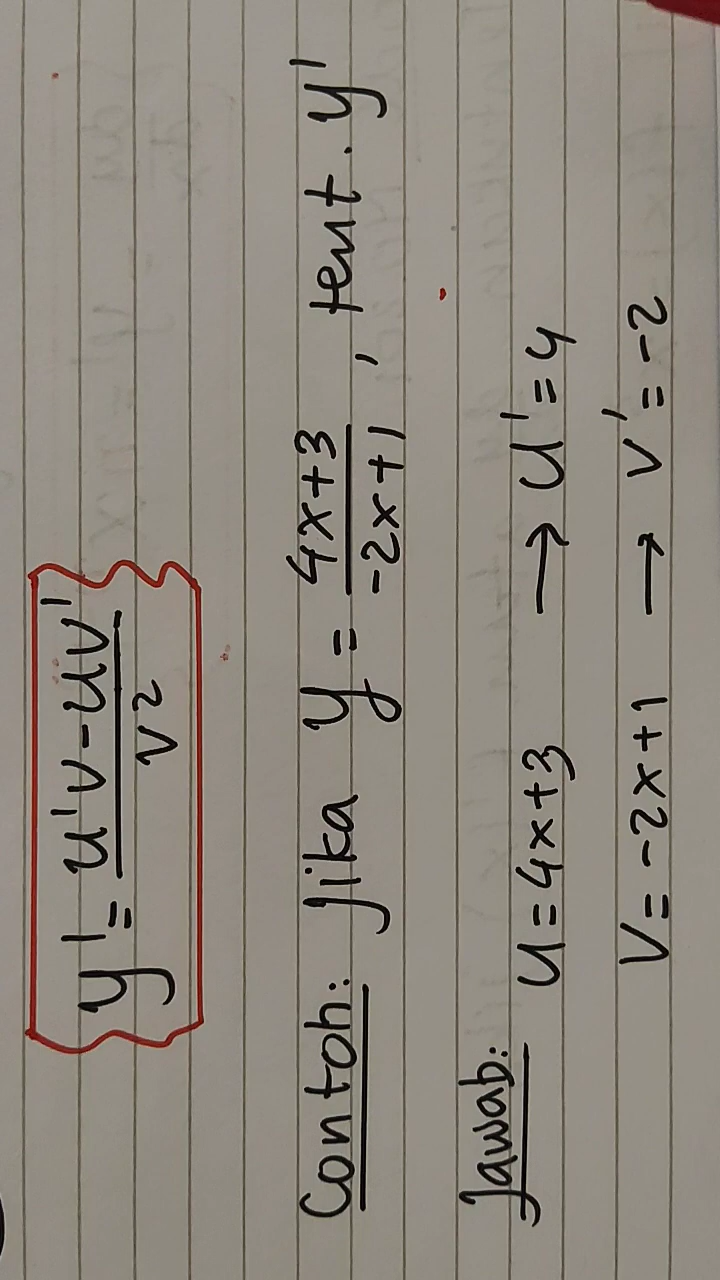 y' = u'v - uv' / v²
Contoh: Jika y = 4x+3 / -2x+1 , tent. y'
Jawab: u = 4x+3 → u' = 4
v = -2x+1 → v' = -2